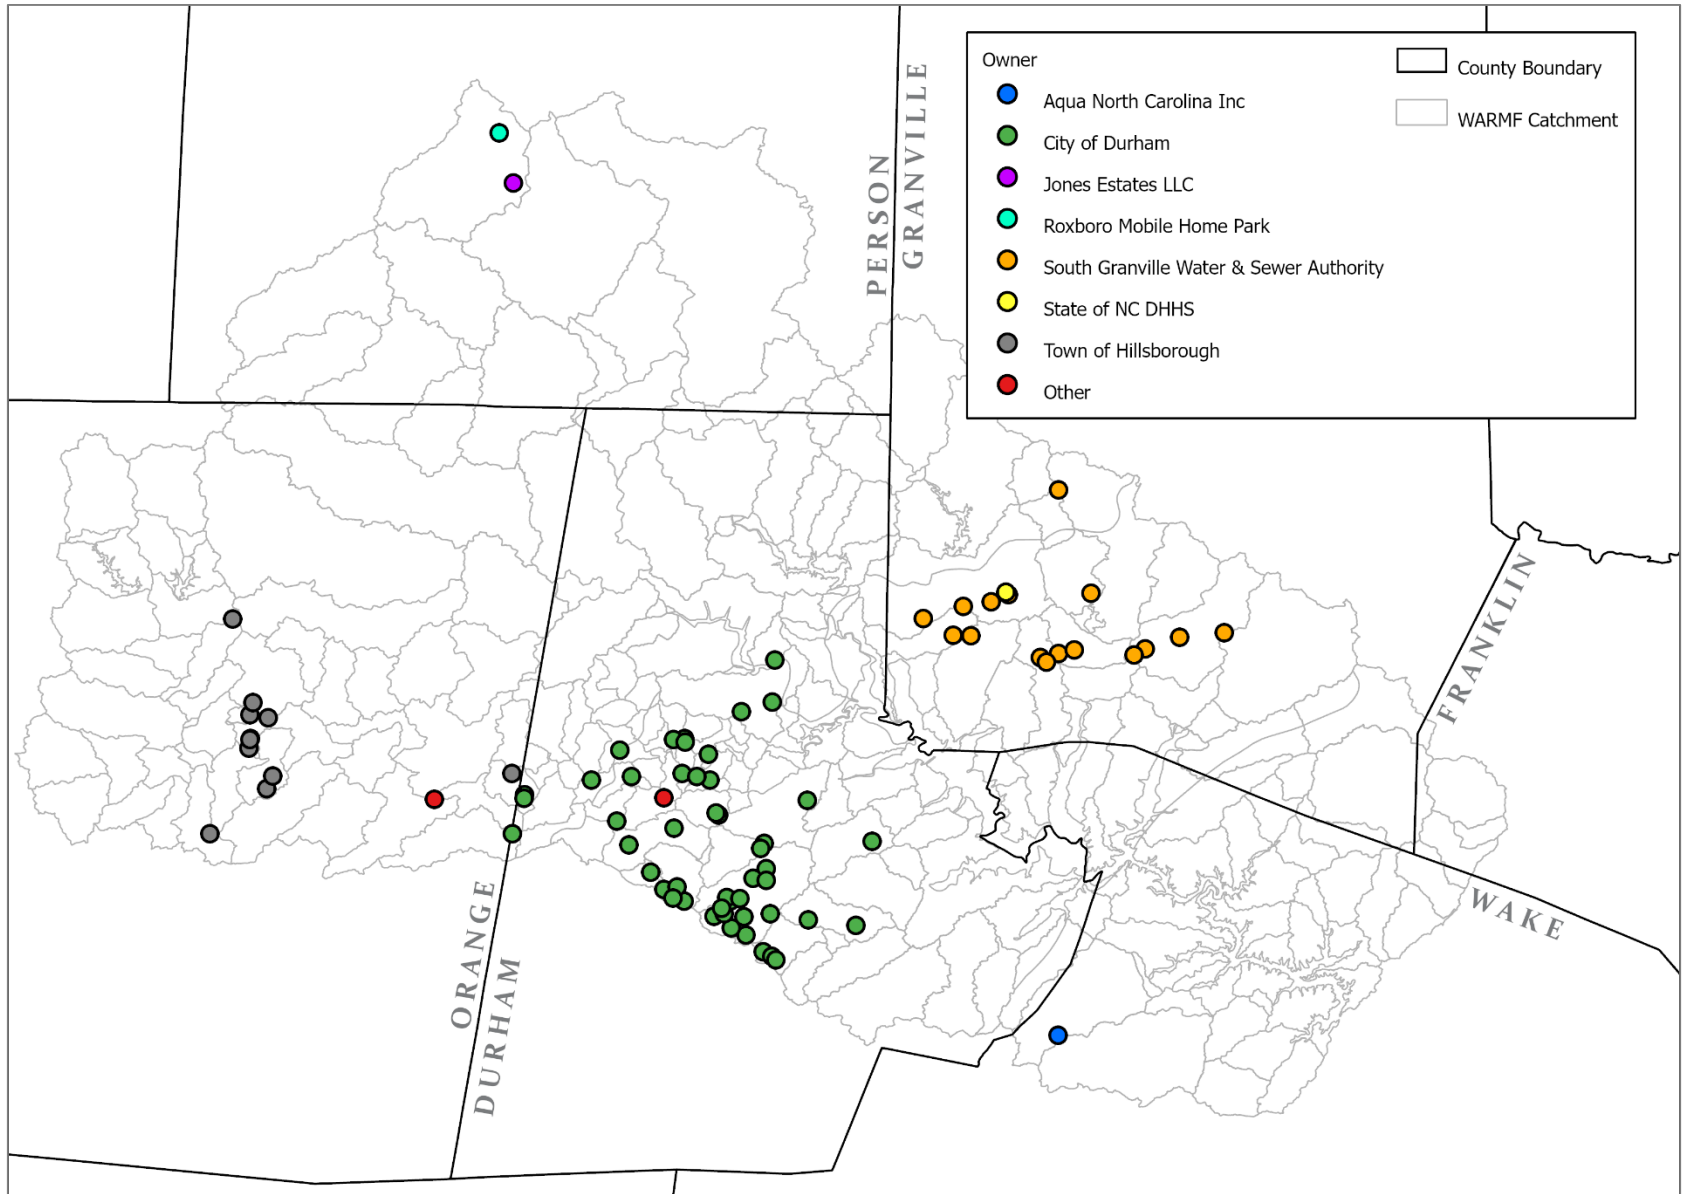 Owner
Aqua North Carolina Inc
City of Durham
Jones Estates LLC
Roxboro Mobile Home Park
South Granville Water & Sewer Authority
State of NC DHHS
Town of Hillsborough
Other
County Boundary
WARMF Catchment
PERSON
GRANVILLE
FRANKLIN
WAKE
ORANGE
DURHAM